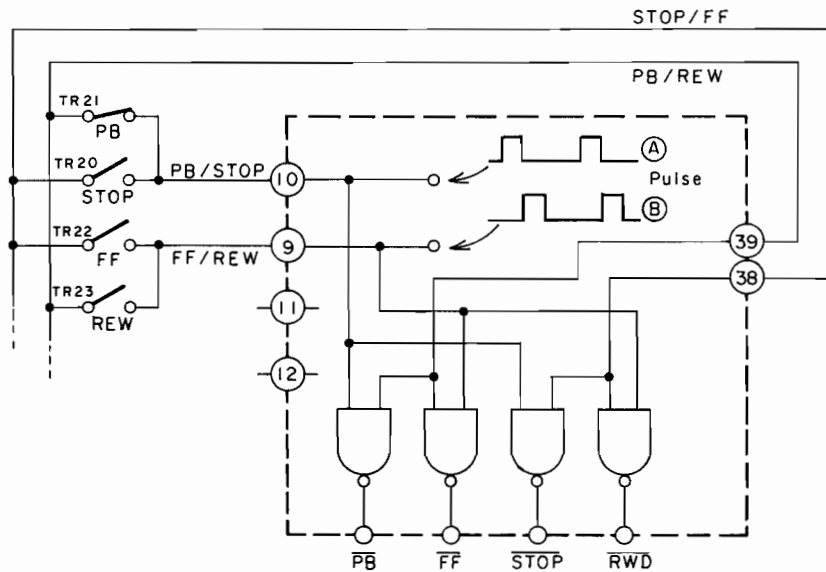 STOP/FF
PB/REW
TR21
PB
TR20
STOP
PB/STOP
10
A
Pulse
B
TR22
FF
FF/REW
9
39
38
TR23
REW
11
12
PB
FF
STOP
RWD